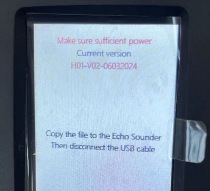 Make sure sufficient power
Current version
H01-V02-06032024
Copy the file to the Echo Sounder
Then disconnect the USB cable